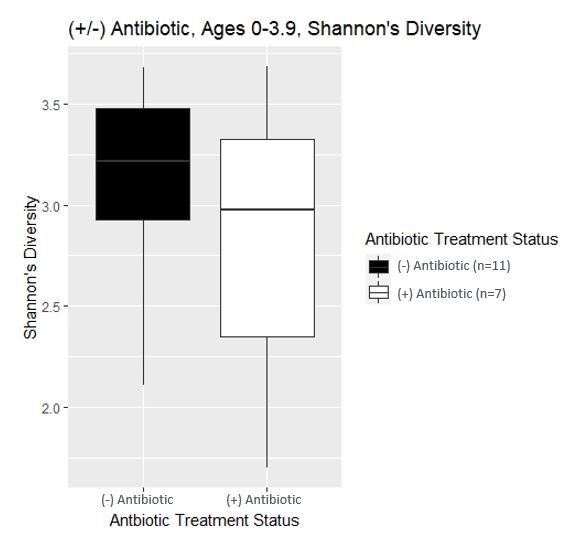 (+/-) Antibiotic, Ages 0-3.9, Shannon's Diversity
3.5
3.0
2.5
2.0
Shannon's Diversity
(-) Antibiotic
(+) Antibiotic
Antbiotic Treatment Status
Antibiotic Treatment Status
(-) Antibiotic (n=11)
(+) Antibiotic (n=7)